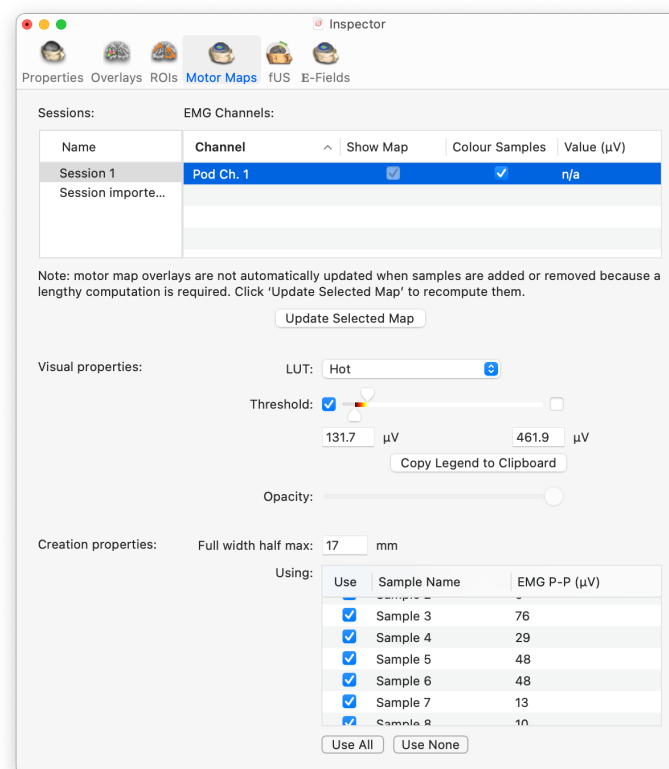 Inspector
Properties Overlays ROIs Motor Maps fUS E-Fields
Sessions: EMG Channels:
Name Channel Show Map Colour Samples Value (µV)
Session 1 Pod Ch. 1 n/a
Session importe...
Note: motor map overlays are not automatically updated when samples are added or removed because a
lengthy computation is required. Click ‘Update Selected Map’ to recompute them.
Update Selected Map
Visual properties: LUT: Hot
Threshold:
131.7 µV 461.9 µV
Copy Legend to Clipboard
Opacity:
Creation properties: Full width half max: 17 mm
Using: Use Sample Name EMG P-P (µV)
Sample 3 76
Sample 4 29
Sample 5 48
Sample 6 48
Sample 7 13
Sample 8 10
Use All Use None